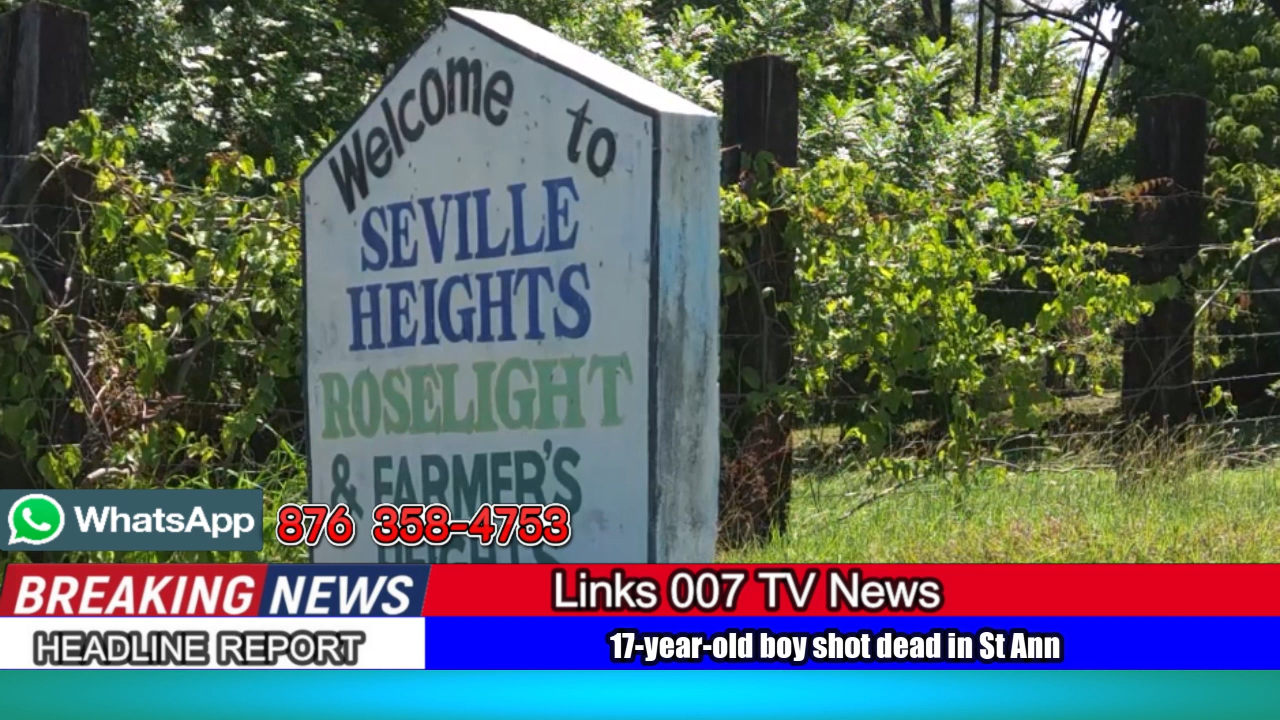 Welcome to
SEVILLE
HEIGHTS
ROSELIGHT
& FARMER'S
HEIGHTS
WhatsApp 876 358-4753
BREAKING NEWS
Links 007 TV News
HEADLINE REPORT
17-year-old boy shot dead in St Ann